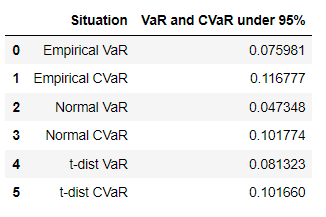 Situation VaR and CVaR under 95%
0 Empirical VaR 0.075981
1 Empirical CVaR 0.116777
2 Normal VaR 0.047348
3 Normal CVaR 0.101774
4 t-dist VaR 0.081323
5 t-dist CVaR 0.101660